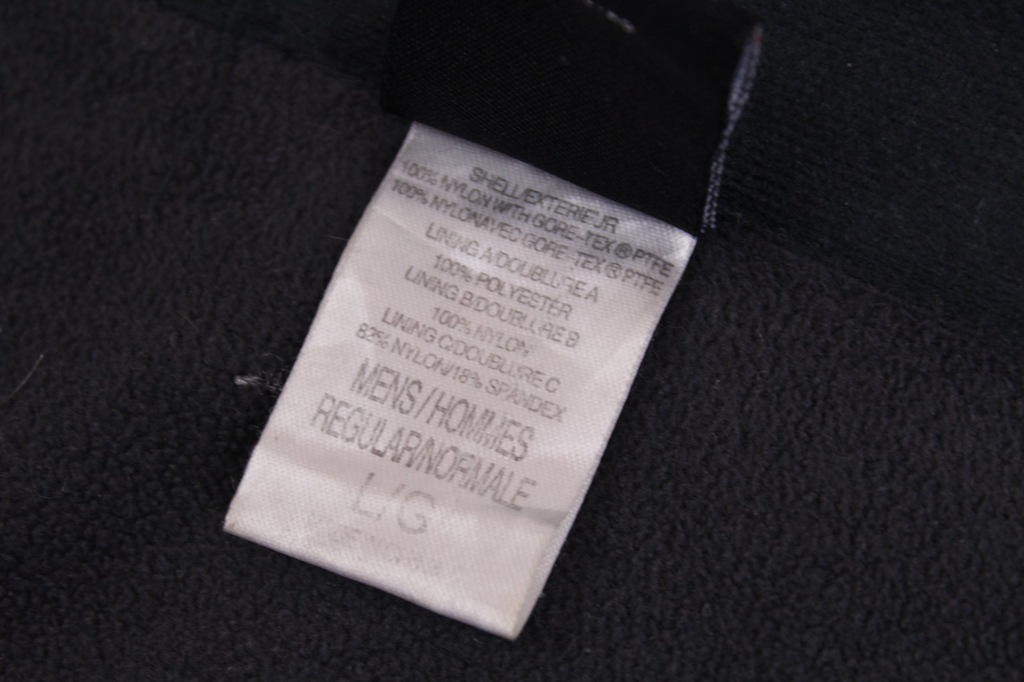 SHELL/EXTERIEUR
100% NYLON WITH GORE-TEX® PTFE
100% NYLON AVEC GORE-TEX® PTFE
LINING A/DOUBLURE A
100% POLYESTER
LINING B/DOUBLURE B
100% NYLON
LINING C/DOUBLURE C
82% NYLON/18% SPANDEX
MENS/HOMMES
REGULAR/NORMALE
L/G